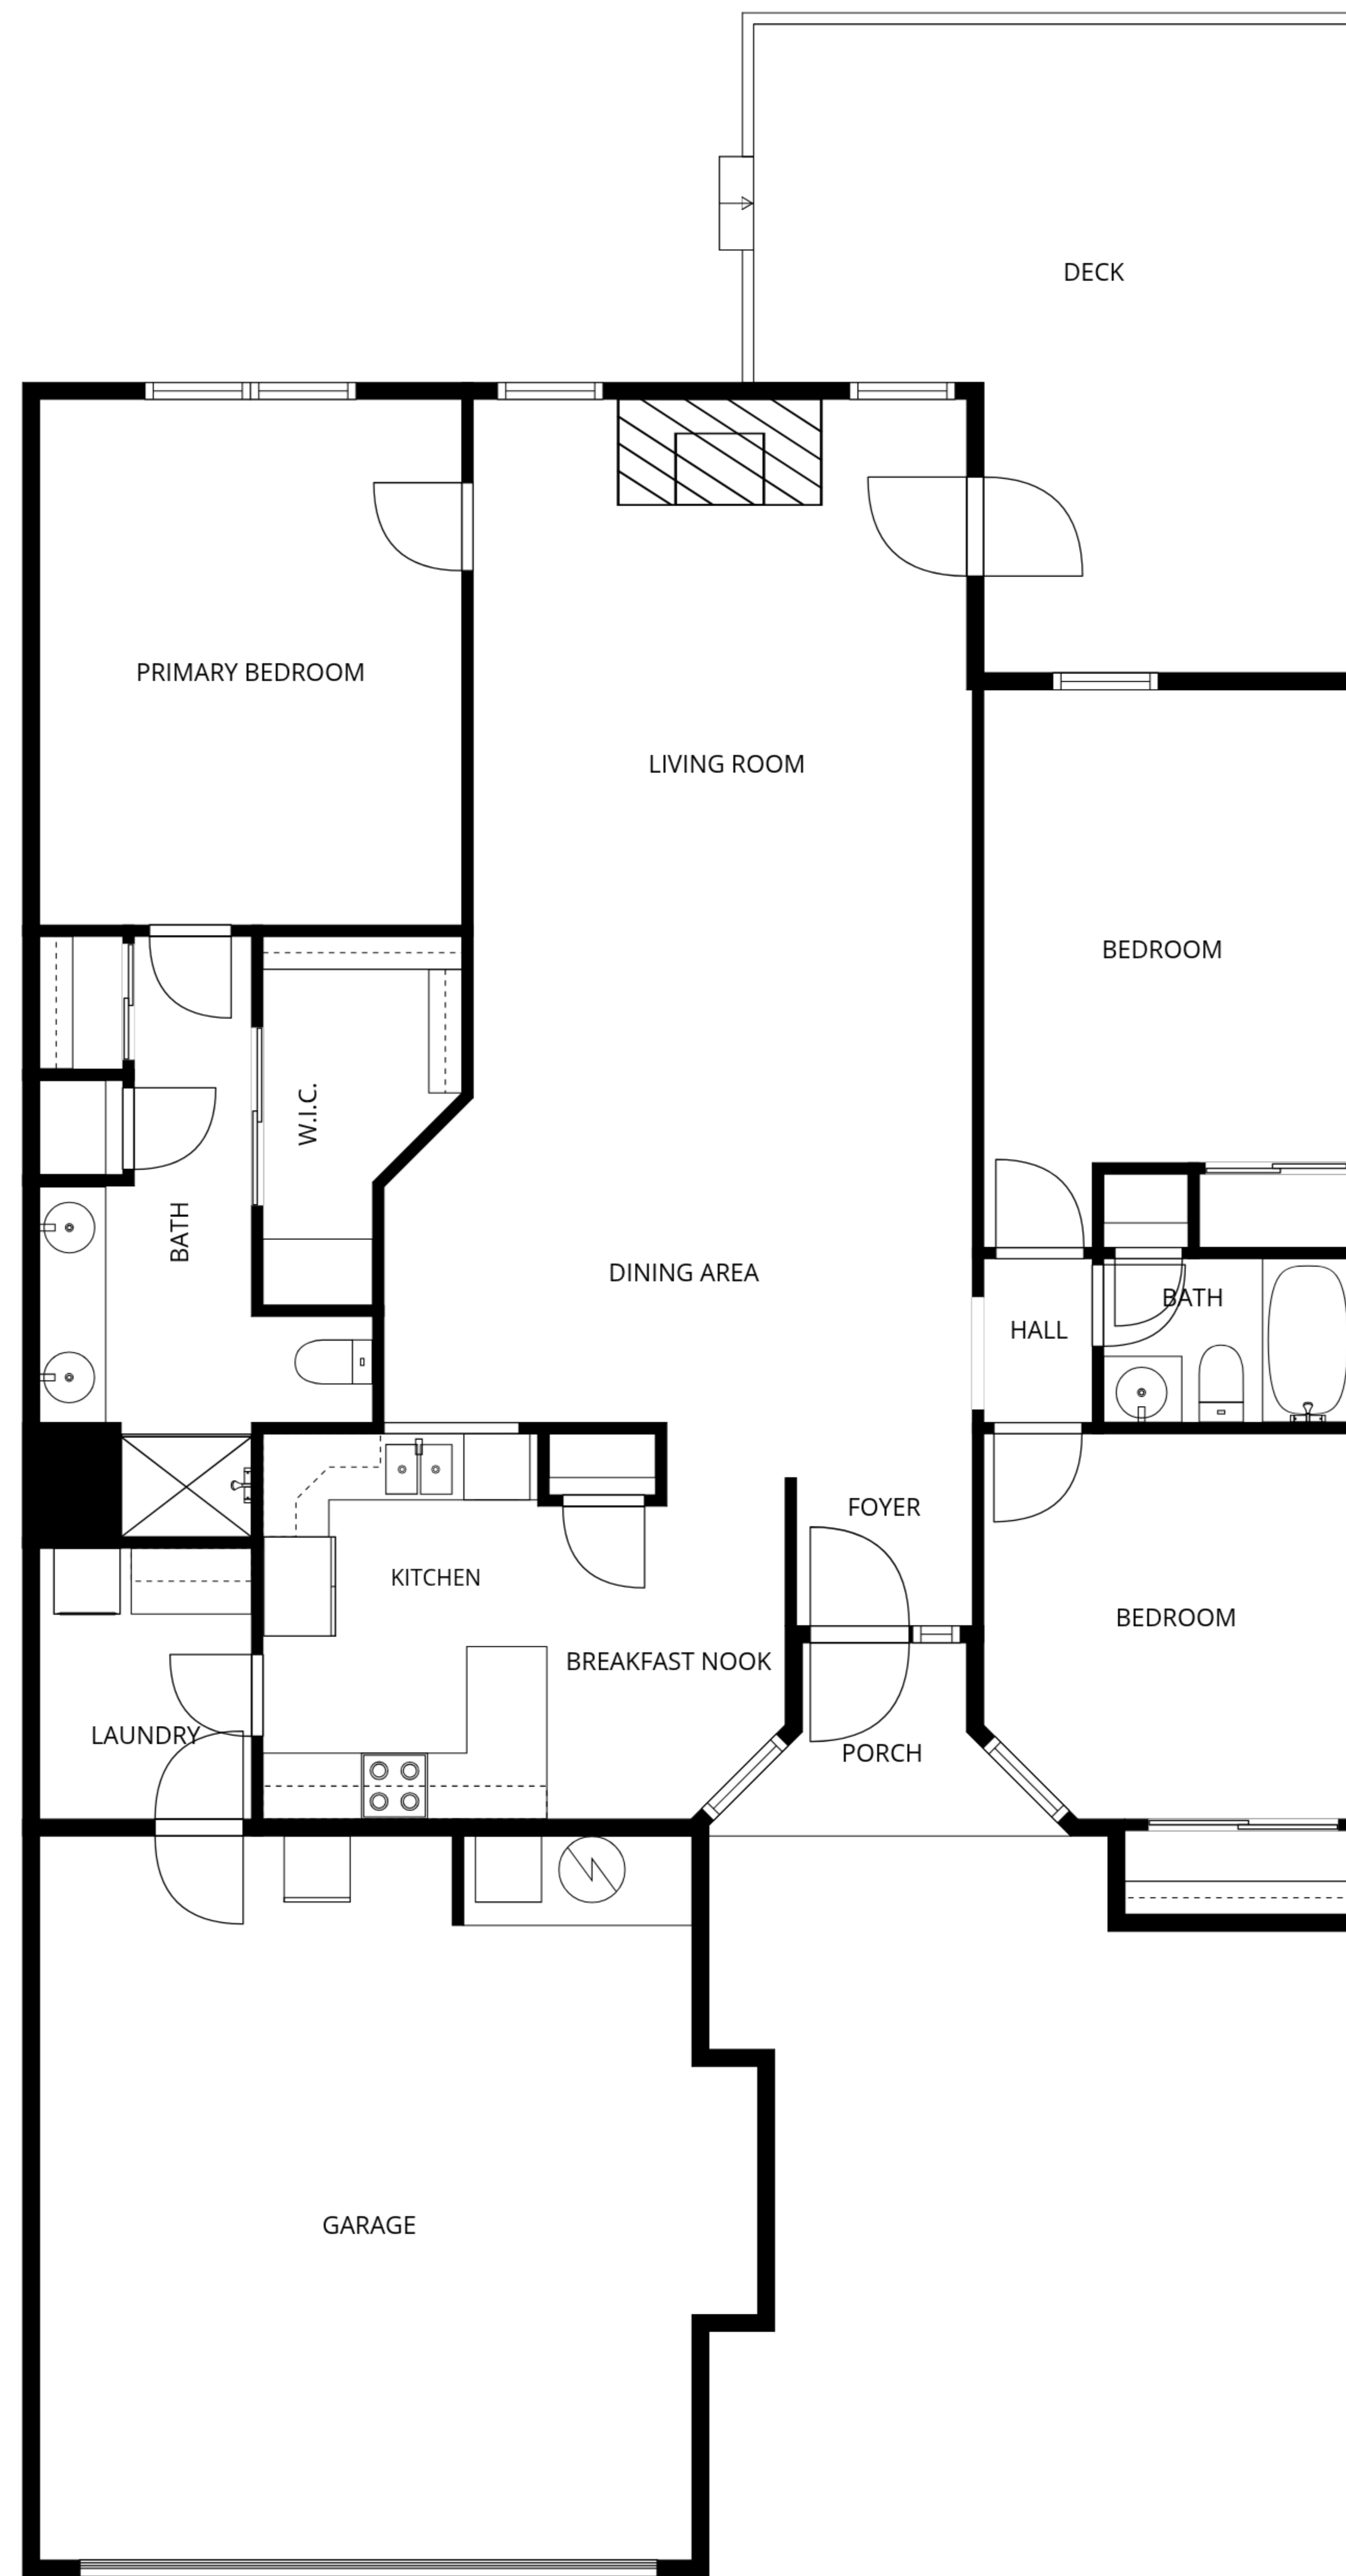 DECK
PRIMARY BEDROOM
LIVING ROOM
BEDROOM
W.I.C.
BATH
DINING AREA
BATH
HALL
FOYER
KITCHEN
BEDROOM
BREAKFAST NOOK
LAUNDRY
PORCH
GARAGE